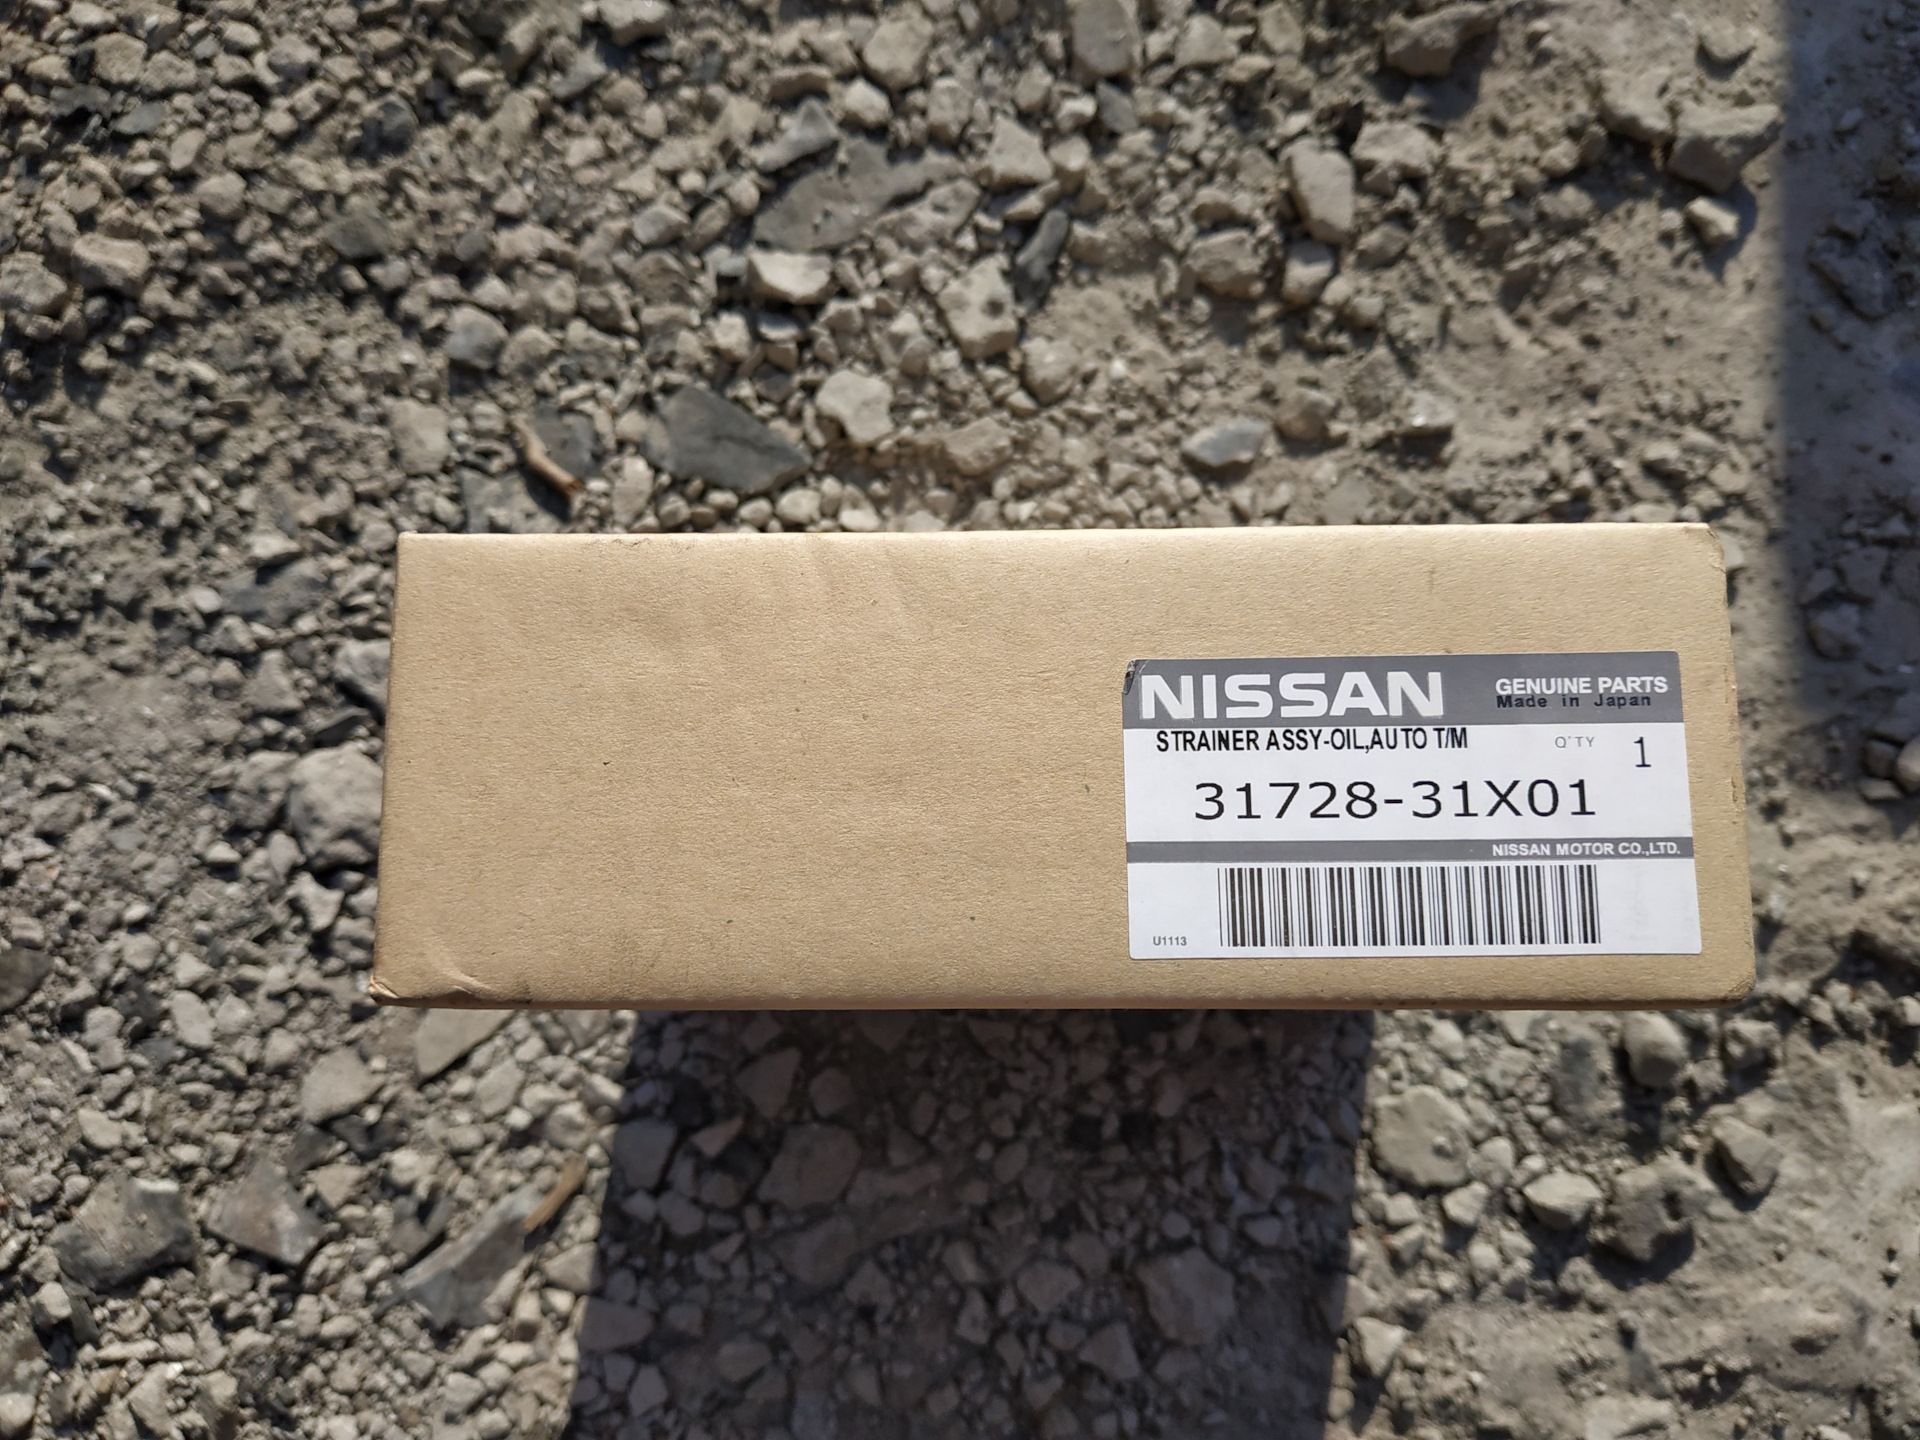 NISSAN GENUINE PARTS
Made in Japan
STRAINER ASSY-OIL,AUTO T/M Q'TY 1
31728-31X01
NISSAN MOTOR CO.,LTD.
U1113